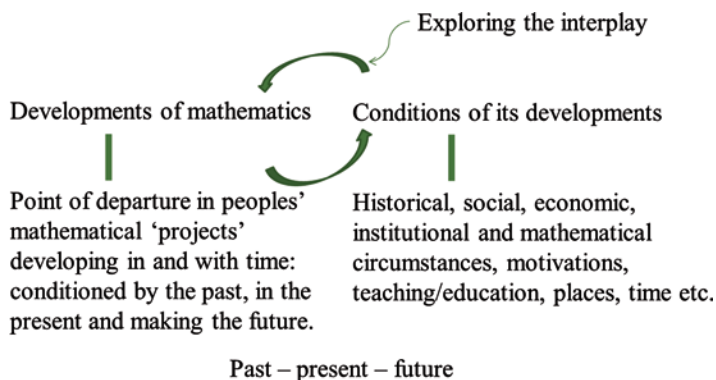 Exploring the interplay
Developments of mathematics
Conditions of its developments
Point of departure in peoples’
mathematical ‘projects’
developing in and with time:
conditioned by the past, in the
present and making the future.
Historical, social, economic,
institutional and mathematical
circumstances, motivations,
teaching/education, places, time etc.
Past – present – future